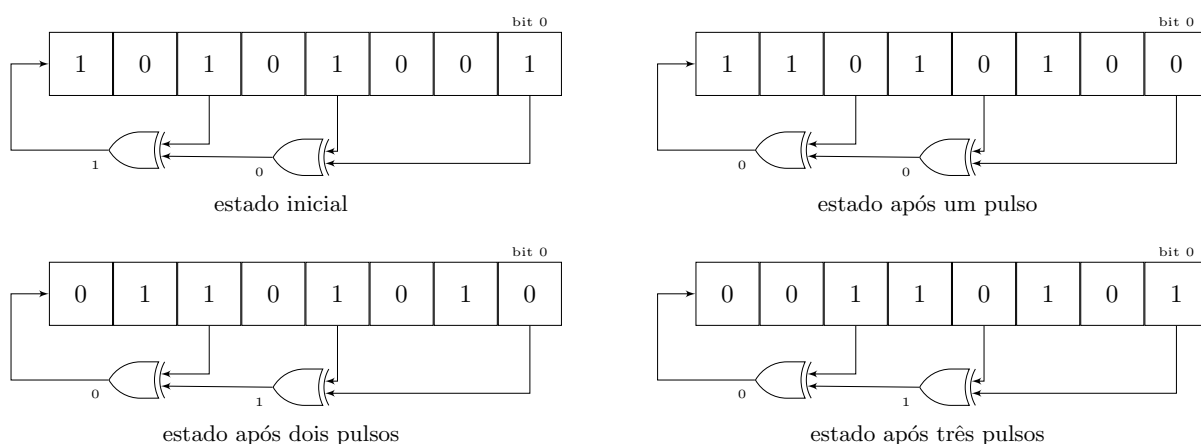 bit 0
1 0 1 0 1 0 0 1
1
0
estado inicial
bit 0
1 1 0 1 0 1 0 0
0
0
estado após um pulso
bit 0
0 1 1 0 1 0 1 0
0
1
estado após dois pulsos
bit 0
0 0 1 1 0 1 0 1
0
1
estado após três pulsos